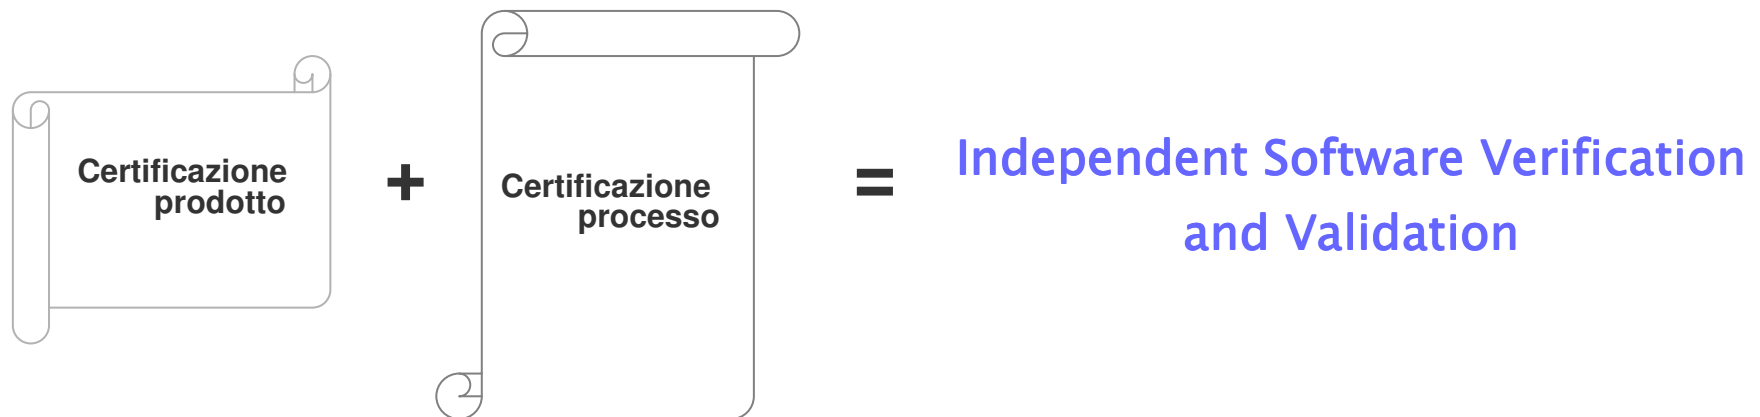 Certificazione
prodotto
+
Certificazione
processo
=
Independent Software Verification
and Validation